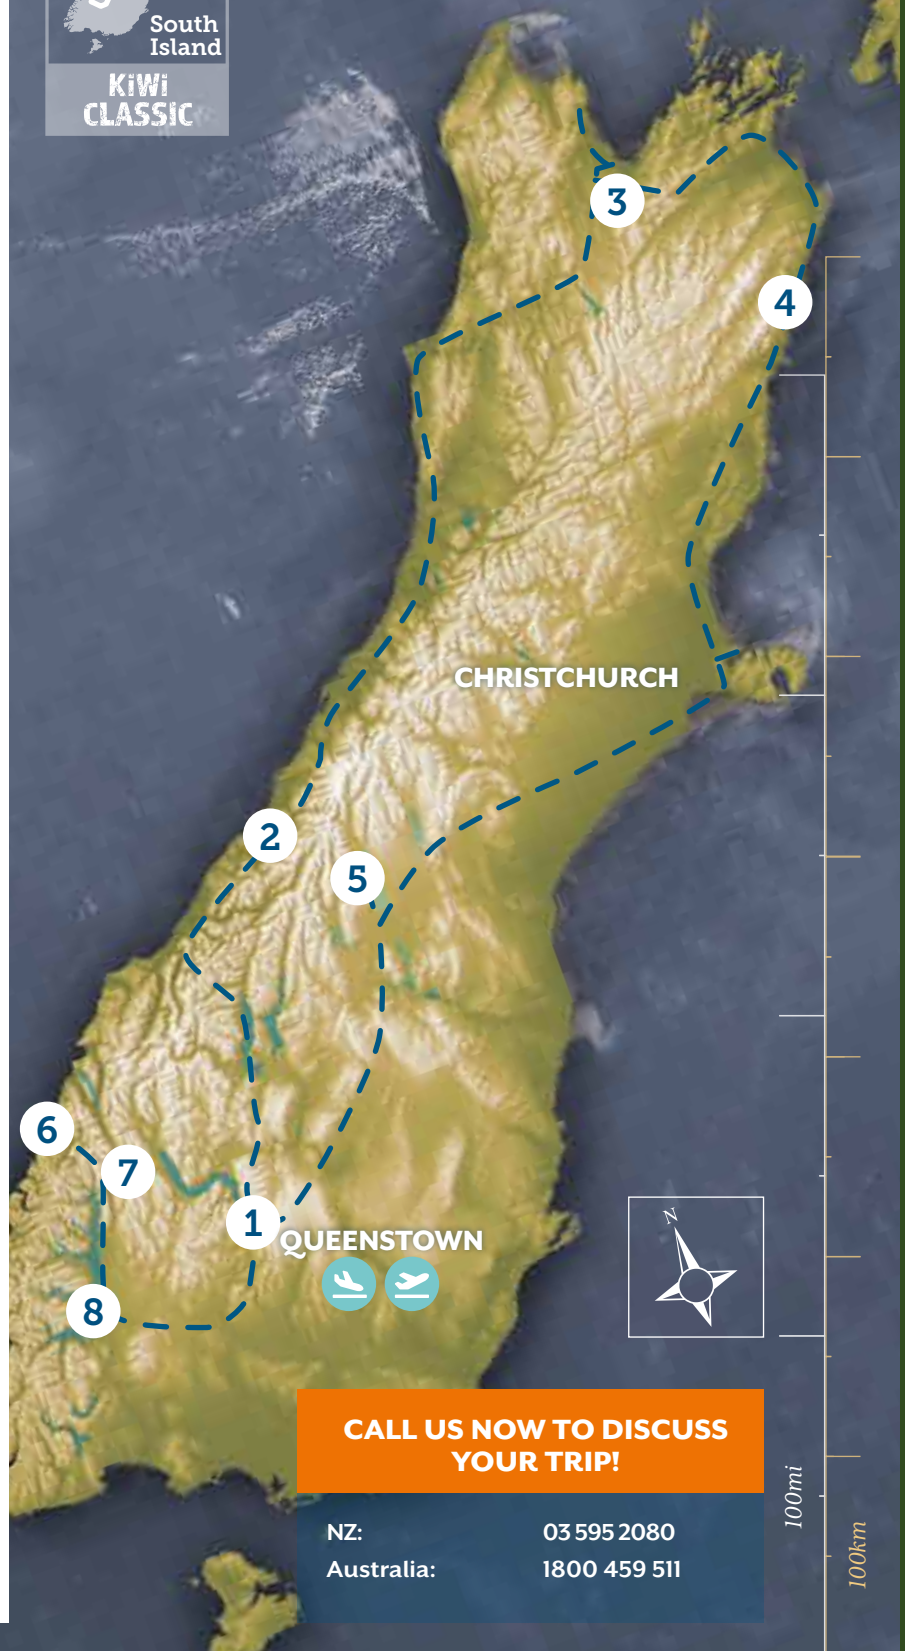 South
Island
KiWi
CLASSIC
3
4
CHRISTCHURCH
2
5
6
7
1
QUEENSTOWN
N
8
CALL US NOW TO DISCUSS
YOUR TRIP!
NZ: 03 595 2080
Australia: 1800 459 511
100mi
100km